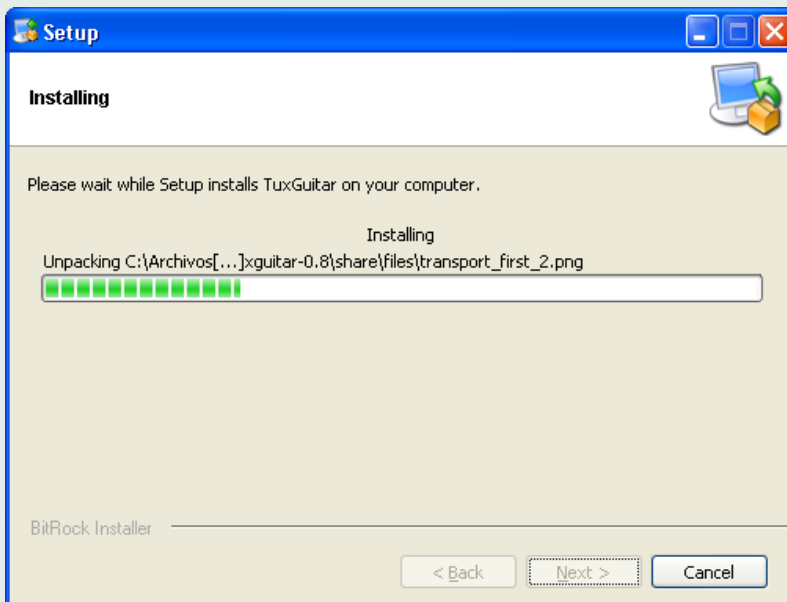 Setup
Installing
Please wait while Setup installs TuxGuitar on your computer.
Installing
Unpacking C:\Archivos[...]xguitar-0.8\share\files\transport_first_2.png
BitRock Installer
< Back
Next >
Cancel